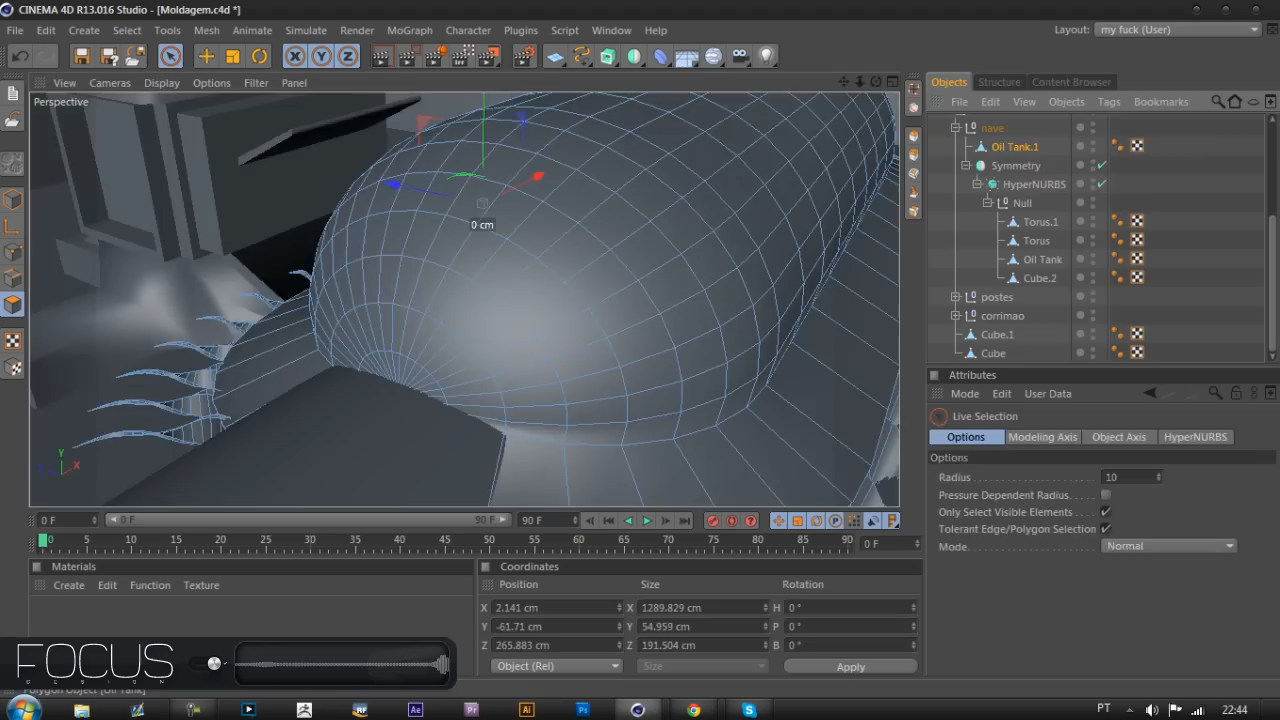 CINEMA 4D R13.016 Studio - [Moldagem.c4d *]
File Edit Create Select Tools Mesh Animate Simulate Render MoGraph Character Plugins Script Window Help
Layout: my fuck (User)
View Cameras Display Options Filter Panel
Perspective
0 cm
Y
X
Z
Objects Structure Content Browser
File Edit View Objects Tags Bookmarks
nave
Oil Tank.1
Symmetry
HyperNURBS
Null
Torus.1
Torus
Oil Tank
Cube.2
postes
corrimao
Cube.1
Cube
Attributes
Mode Edit User Data
Live Selection
Options Modeling Axis Object Axis HyperNURBS
Options
Radius 10
Pressure Dependent Radius
Only Select Visible Elements
Tolerant Edge/Polygon Selection
Mode Normal
0 F 0 F 90 F 90 F
0 5 10 15 20 25 30 35 40 45 50 55 60 65 70 75 80 85 90 0 F
Materials
Create Edit Function Texture
Coordinates
Position Size Rotation
X 2.141 cm X 1289.829 cm H 0 °
Y -61.71 cm Y 54.959 cm P 0 °
Z 265.883 cm Z 191.504 cm B 0 °
Object (Rel) Size Apply
FOCUS
DESIGN
Polygon Object [Oil Tank]
RF Ae Pr Ai Ps
PT 22:44